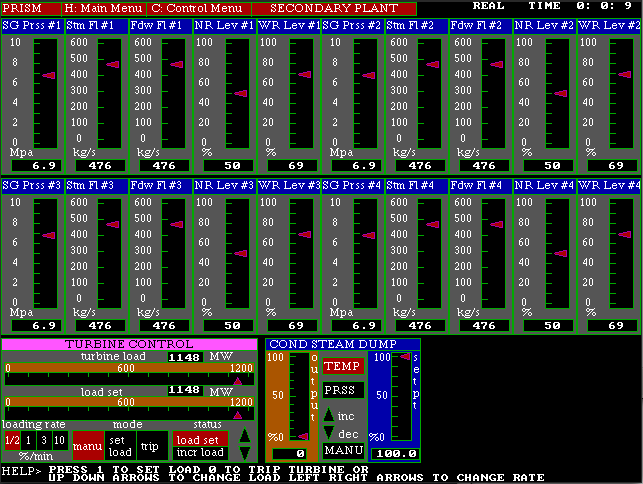 PRISM H: Main Menu C: Control Menu SECONDARY PLANT REAL TIME 0: 0: 9
SG Prss #1 Stm Fl #1 Fdw Fl #1 NR Lev #1 WR Lev #1 SG Prss #2 Stm Fl #2 Fdw Fl #2 NR Lev #2 WR Lev #2
10 600 600 100 100 10 600 600 100 100
8 500 500 80 80 8 500 500 80 80
6 400 400 60 60 6 400 400 60 60
4 300 300 40 40 4 300 300 40 40
2 200 200 20 20 2 200 200 20 20
100 100 100 100
0 0 0 0 0 0 0 0 0 0
Mpa kg/s kg/s % % Mpa kg/s kg/s % %
6.9 476 476 50 69 6.9 476 476 50 69
SG Prss #3 Stm Fl #3 Fdw Fl #3 NR Lev #3 WR Lev #3 SG Prss #4 Stm Fl #4 Fdw Fl #4 NR Lev #4 WR Lev #4
10 600 600 100 100 10 600 600 100 100
8 500 500 80 80 8 500 500 80 80
6 400 400 60 60 6 400 400 60 60
4 300 300 40 40 4 300 300 40 40
2 200 200 20 20 2 200 200 20 20
100 100 100 100
0 0 0 0 0 0 0 0 0 0
Mpa kg/s kg/s % % Mpa kg/s kg/s % %
6.9 476 476 50 69 6.9 476 476 50 69
TURBINE CONTROL
turbine load 1148 MW
0 600 1200
load set 1148 MW
0 600 1200
loading rate mode status
1/2 1 3 10 manu set load trip load set
%/min incr load
COND STEAM DUMP
100 output TEMP 100 Setpt
50 PRSS 50
inc
%0 dec %0
0 MANU 100.0
HELP> PRESS 1 TO SET LOAD 0 TO TRIP TURBINE OR
UP DOWN ARROWS TO CHANGE LOAD LEFT RIGHT ARROWS TO CHANGE RATE